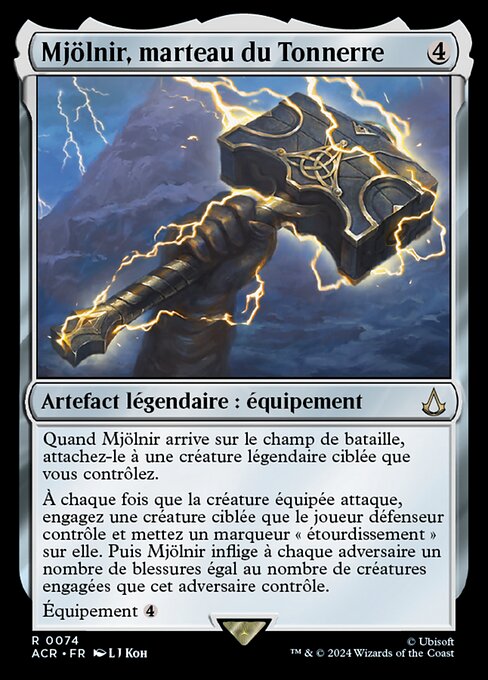 Mjölnir, marteau du Tonnerre 4
Artefact légendaire : équipement
Quand Mjölnir arrive sur le champ de bataille,
attachez-le à une créature légendaire ciblée que
vous contrôlez.
À chaque fois que la créature équipée attaque,
engagez une créature ciblée que le joueur défenseur
contrôle et mettez un marqueur « étourdissement »
sur elle. Puis Mjölnir inflige à chaque adversaire un
nombre de blessures égal au nombre de créatures
engagées que cet adversaire contrôle.
Équipement 4
R 0074
ACR • FR LJ Koh
© Ubisoft
™ & © 2024 Wizards of the Coast